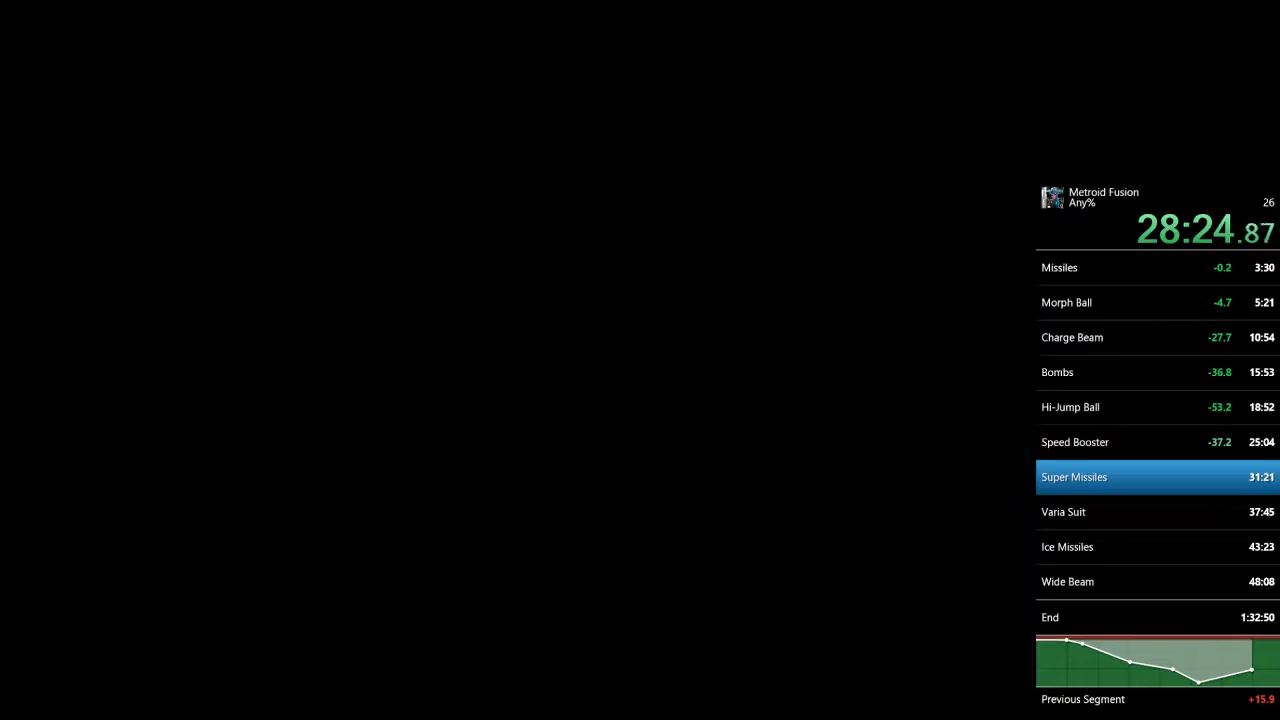 Metroid Fusion
Any% 26
28:24.87
Missiles -0.2 3:30
Morph Ball -4.7 5:21
Charge Beam -27.7 10:54
Bombs -36.8 15:53
Hi-Jump Ball -53.2 18:52
Speed Booster -37.2 25:04
Super Missiles 31:21
Varia Suit 37:45
Ice Missiles 43:23
Wide Beam 48:08
End 1:32:50
Previous Segment +15.9